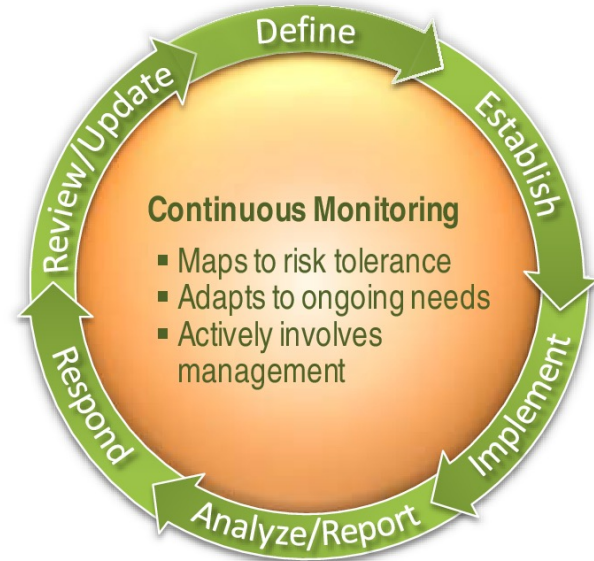 Define
Establish
Implement
Analyze/Report
Respond
Review/Update
Continuous Monitoring
▪ Maps to risk tolerance
▪ Adapts to ongoing needs
▪ Actively involves
management